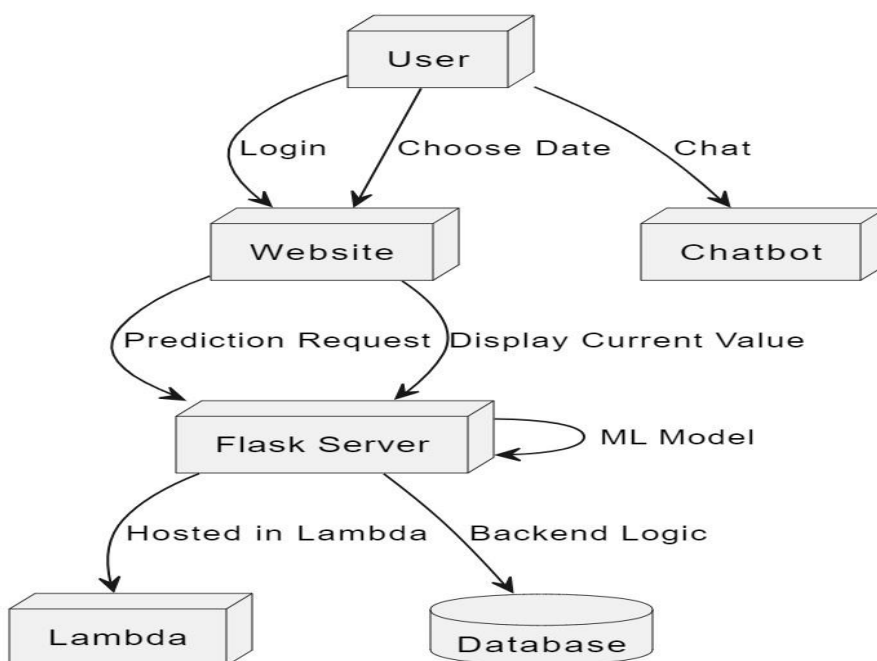 User
Login
Choose Date
Chat
Website
Chatbot
Prediction Request
Display Current Value
Flask Server
ML Model
Hosted in Lambda
Backend Logic
Lambda
Database